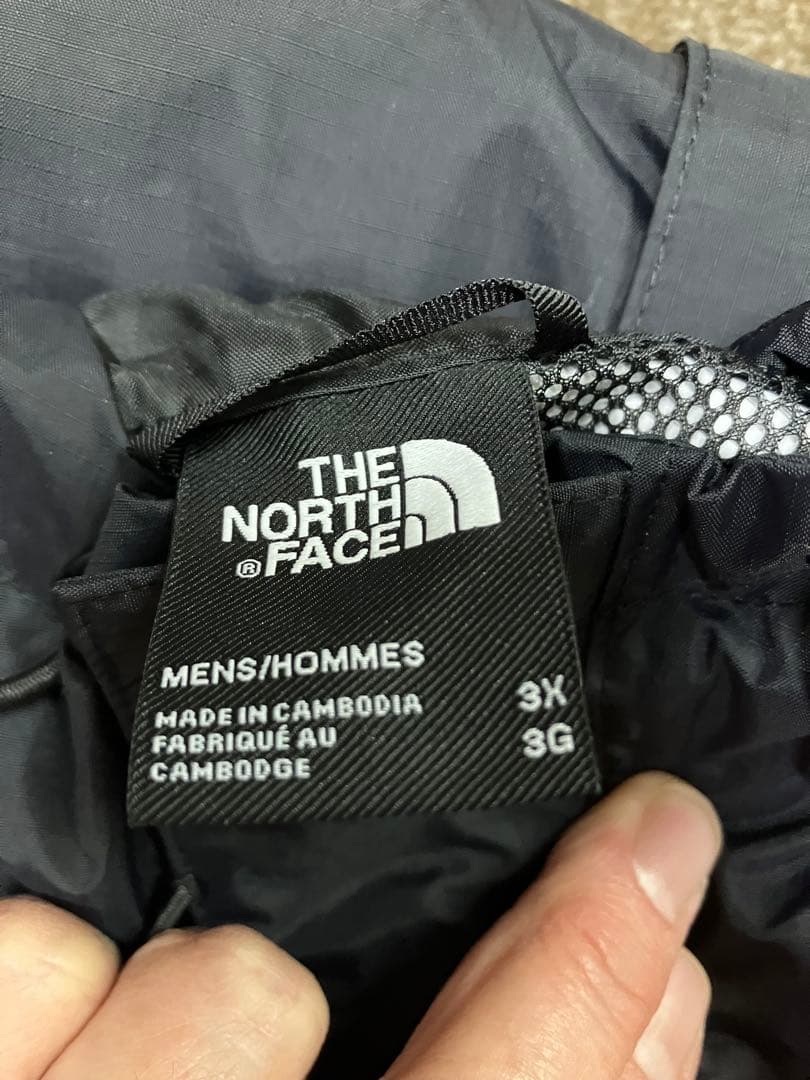 THE
NORTH
® FACE
MENS/HOMMES
MADE IN CAMBODIA 3X
FABRIQUÉ AU 3G
CAMBODGE